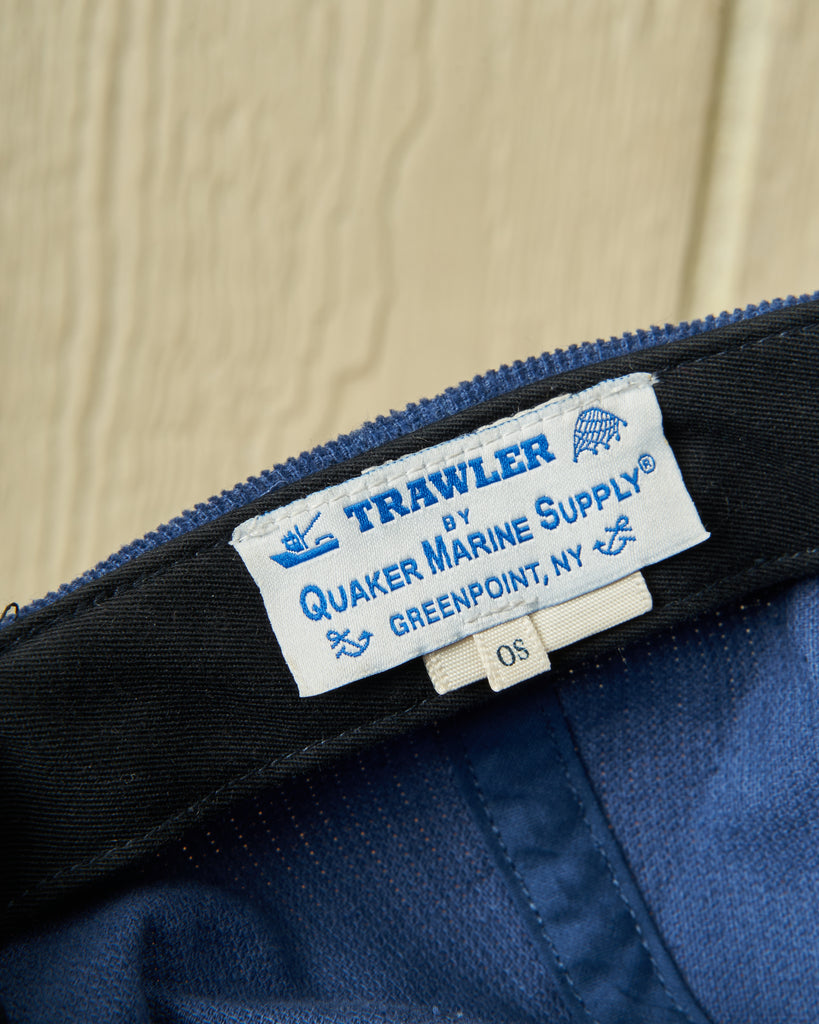 TRAWLER
BY
QUAKER MARINE SUPPLY®
GREENPOINT, NY
OS